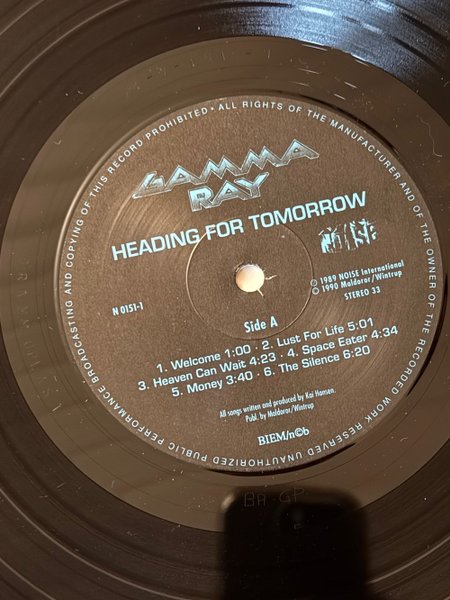 BROADCASTING AND COPYING OF THIS RECORD PROHIBITED • ALL RIGHTS OF THE MANUFACTURER AND OF THE OWNER OF THE RECORDED WORK RESERVED UNAUTHORIZED PUBLIC PERFORMANCE
GAMMA
RAY
HEADING FOR TOMORROW
NOISE
℗ 1989 NOISE International
© 1990 Maldoror/Wintrup
STEREO 33
N 0151-1
Side A
1. Welcome 1:00 · 2. Lust For Life 5:01
3. Heaven Can Wait 4:23 · 4. Space Eater 4:34
5. Money 3:40 · 6. The Silence 6:20
All songs written and produced by Kai Hansen.
Publ. by Maldoror/Wintrup
BIEM/n©b
BA GP